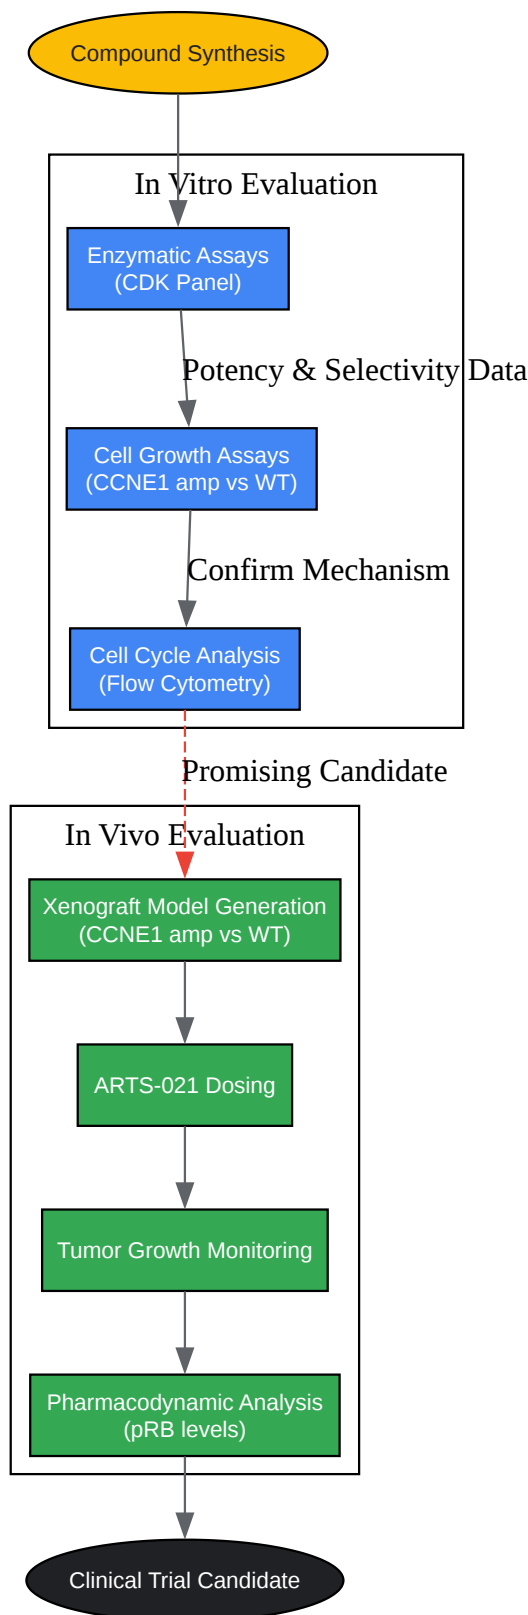 Compound Synthesis
In Vitro Evaluation
Enzymatic Assays
(CDK Panel)
Potency & Selectivity Data
Cell Growth Assays
(CCNE1 amp vs WT)
Confirm Mechanism
Cell Cycle Analysis
(Flow Cytometry)
Promising Candidate
In Vivo Evaluation
Xenograft Model Generation
(CCNE1 amp vs WT)
ARTS-021 Dosing
Tumor Growth Monitoring
Pharmacodynamic Analysis
(pRB levels)
Clinical Trial Candidate